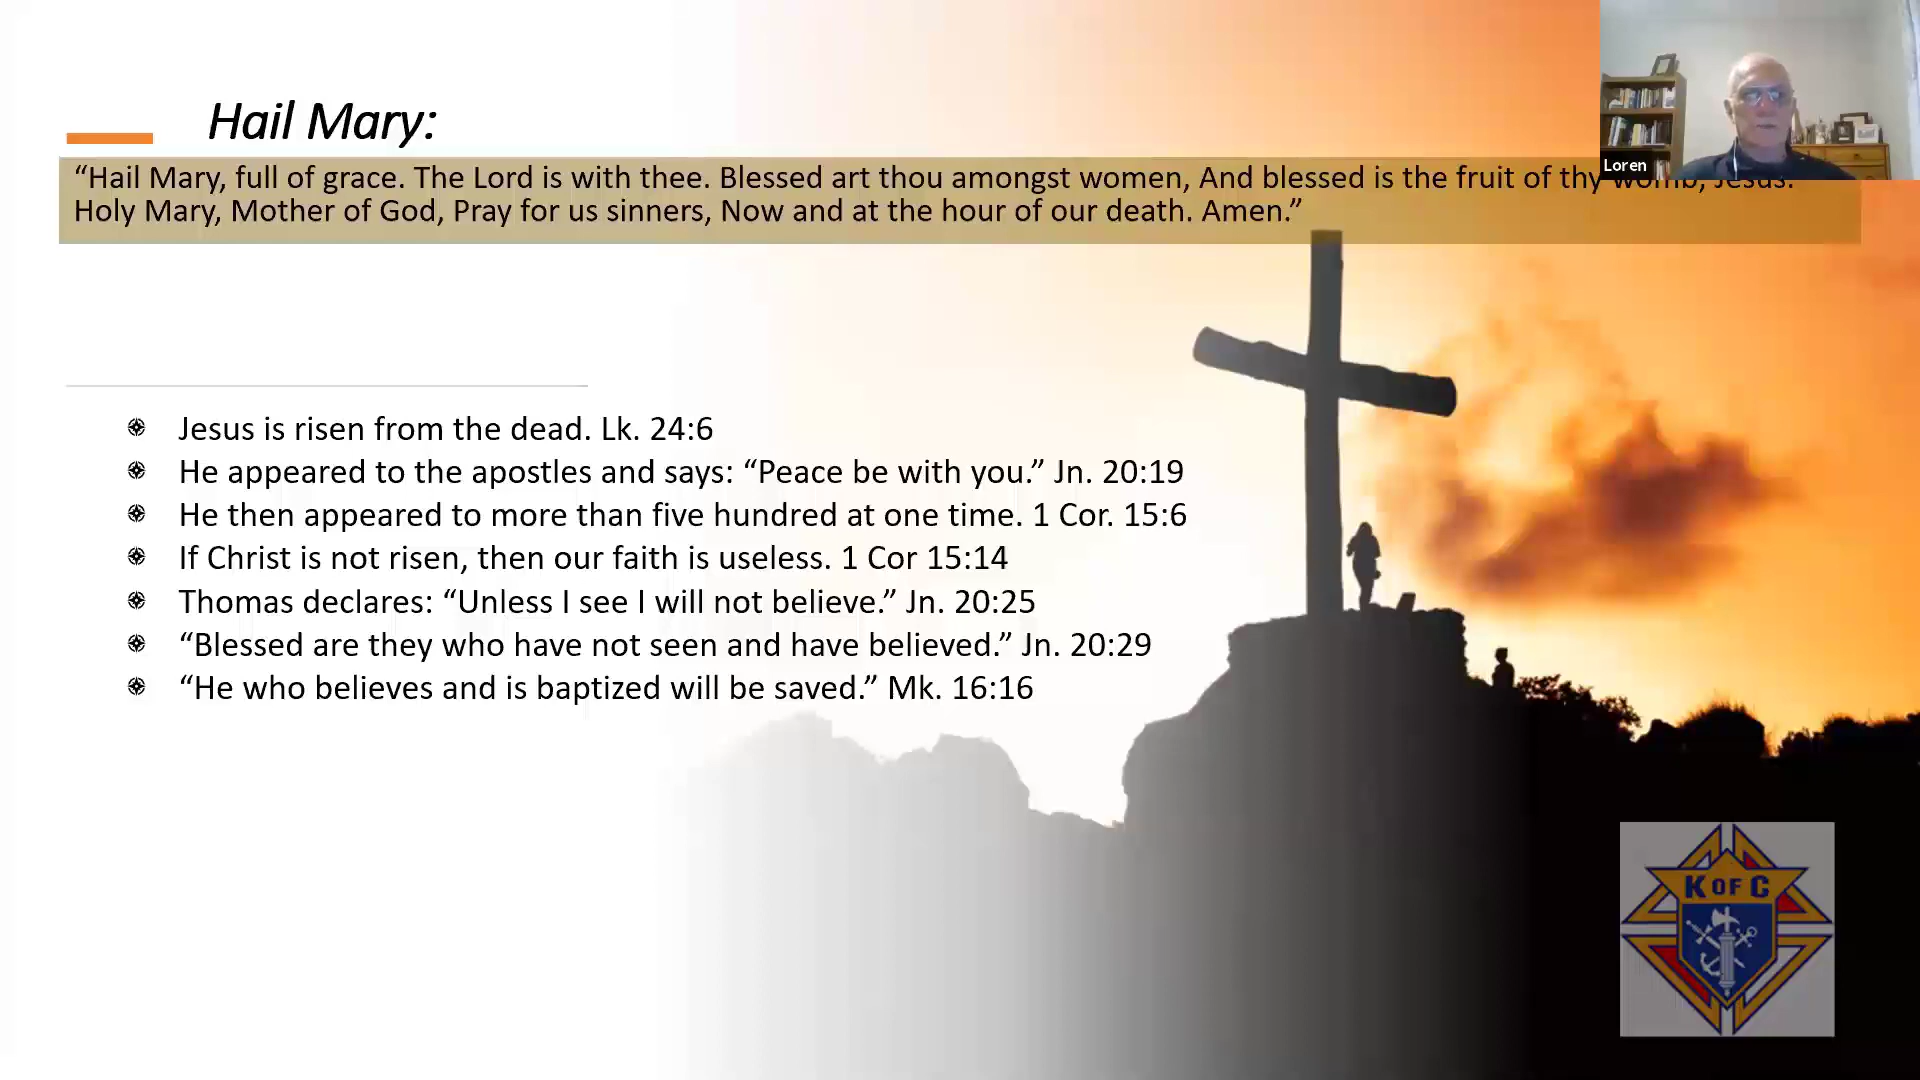 Hail Mary:
“Hail Mary, full of grace. The Lord is with thee. Blessed art thou amongst women, And blessed is the fruit of thy womb, Jesus.
Holy Mary, Mother of God, Pray for us sinners, Now and at the hour of our death. Amen.”
Loren
Jesus is risen from the dead. Lk. 24:6
He appeared to the apostles and says: “Peace be with you.” Jn. 20:19
He then appeared to more than five hundred at one time. 1 Cor. 15:6
If Christ is not risen, then our faith is useless. 1 Cor 15:14
Thomas declares: “Unless I see I will not believe.” Jn. 20:25
“Blessed are they who have not seen and have believed.” Jn. 20:29
“He who believes and is baptized will be saved.” Mk. 16:16
K OF C